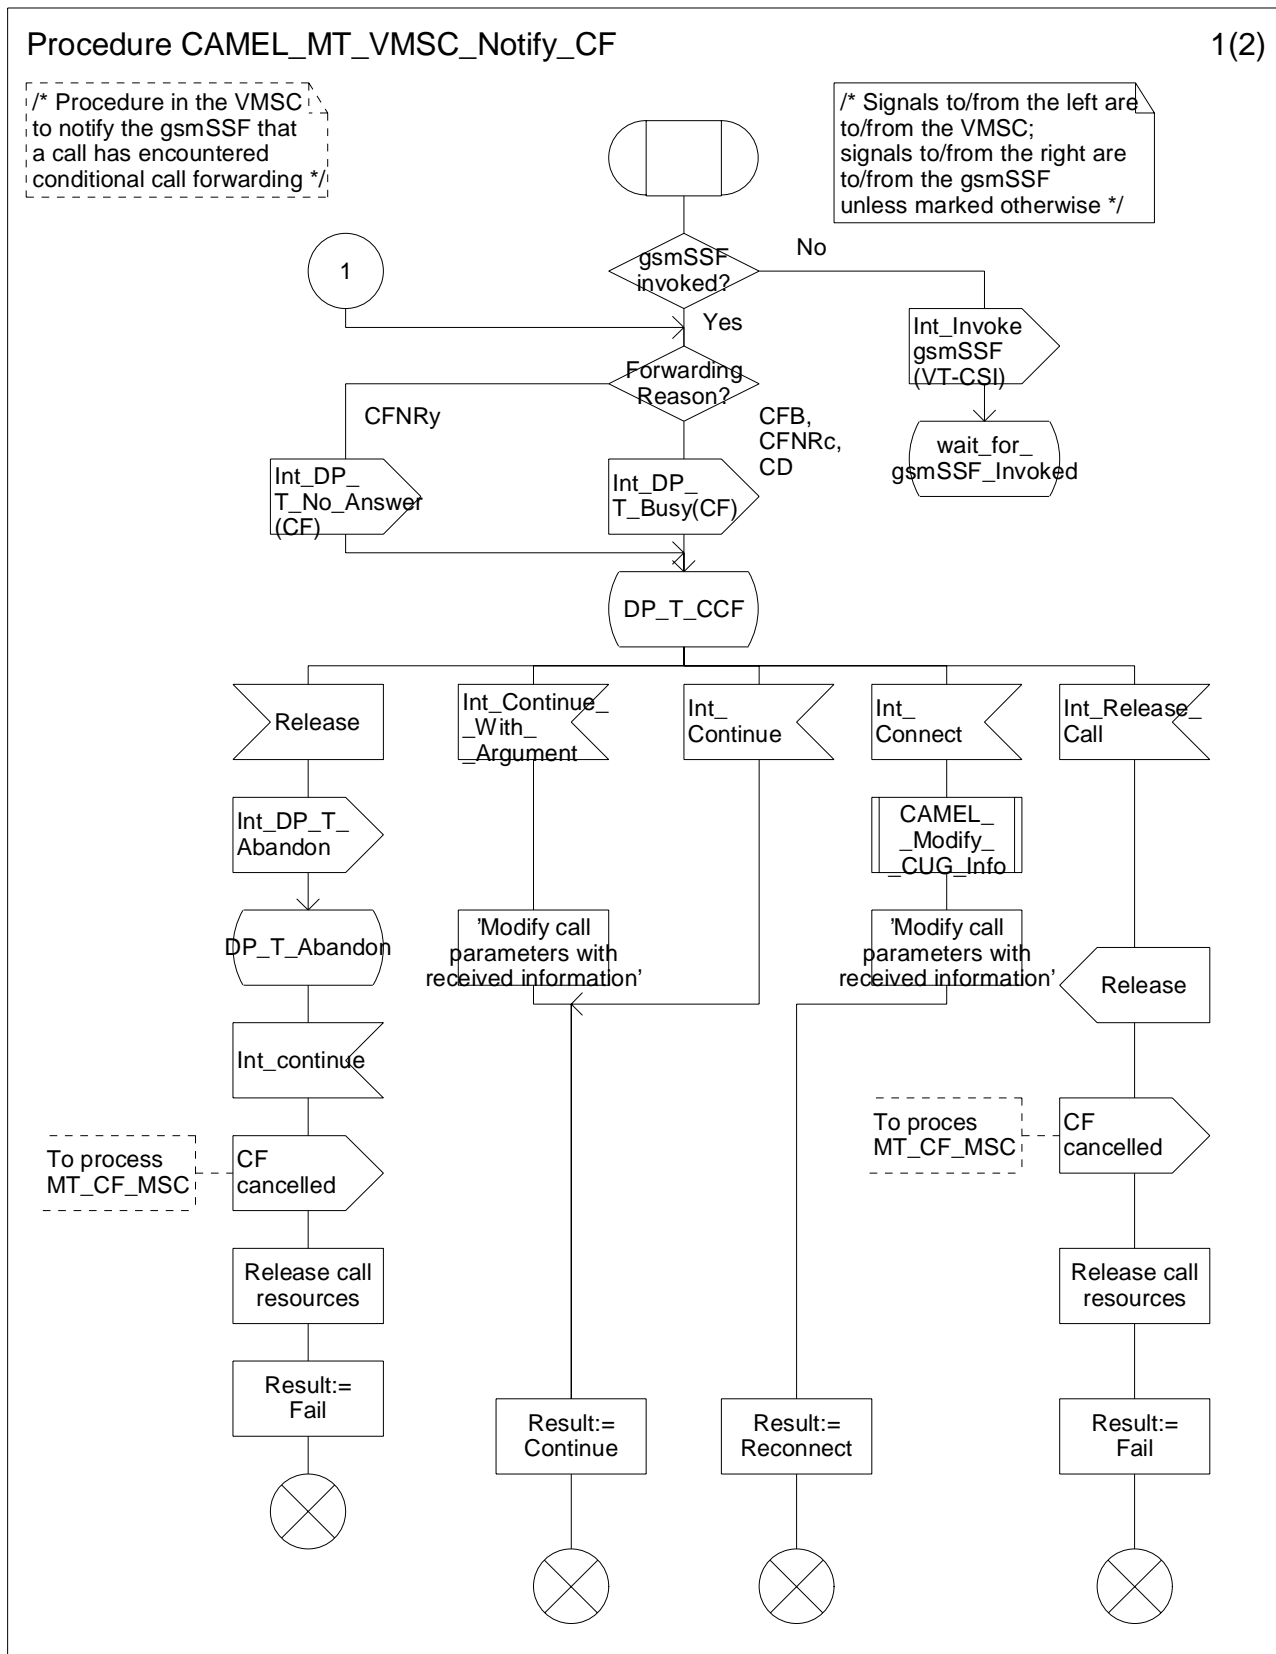 Procedure CAMEL_MT_VMSC_Notify_CF
1(2)
/* Procedure in the VMSC
to notify the gsmSSF that
a call has encountered
conditional call forwarding */
/* Signals to/from the left are
to/from the VMSC;
signals to/from the right are
to/from the gsmSSF
unless marked otherwise */
gsmSSF
invoked?
No
1
Yes
Int_Invoke
gsmSSF
(VT-CSI)
Forwarding
Reason?
CFNRy
CFB,
CFNRc,
CD
wait_for_
gsmSSF_Invoked
Int_DP_
T_No_Answer
(CF)
Int_DP_
T_Busy(CF)
DP_T_CCF
Release
Int_Continue_
_With_
_Argument
Int_
Continue
Int_
Connect
Int_Release_
Call
Int_DP_T_
Abandon
CAMEL_
_Modify_
_CUG_Info
DP_T_Abandon
'Modify call
parameters with
received information'
'Modify call
parameters with
received information'
Release
Int_continue
To process
MT_CF_MSC
CF
cancelled
To proces
MT_CF_MSC
CF
cancelled
Release call
resources
Release call
resources
Result:=
Fail
Result:=
Continue
Result:=
Reconnect
Result:=
Fail